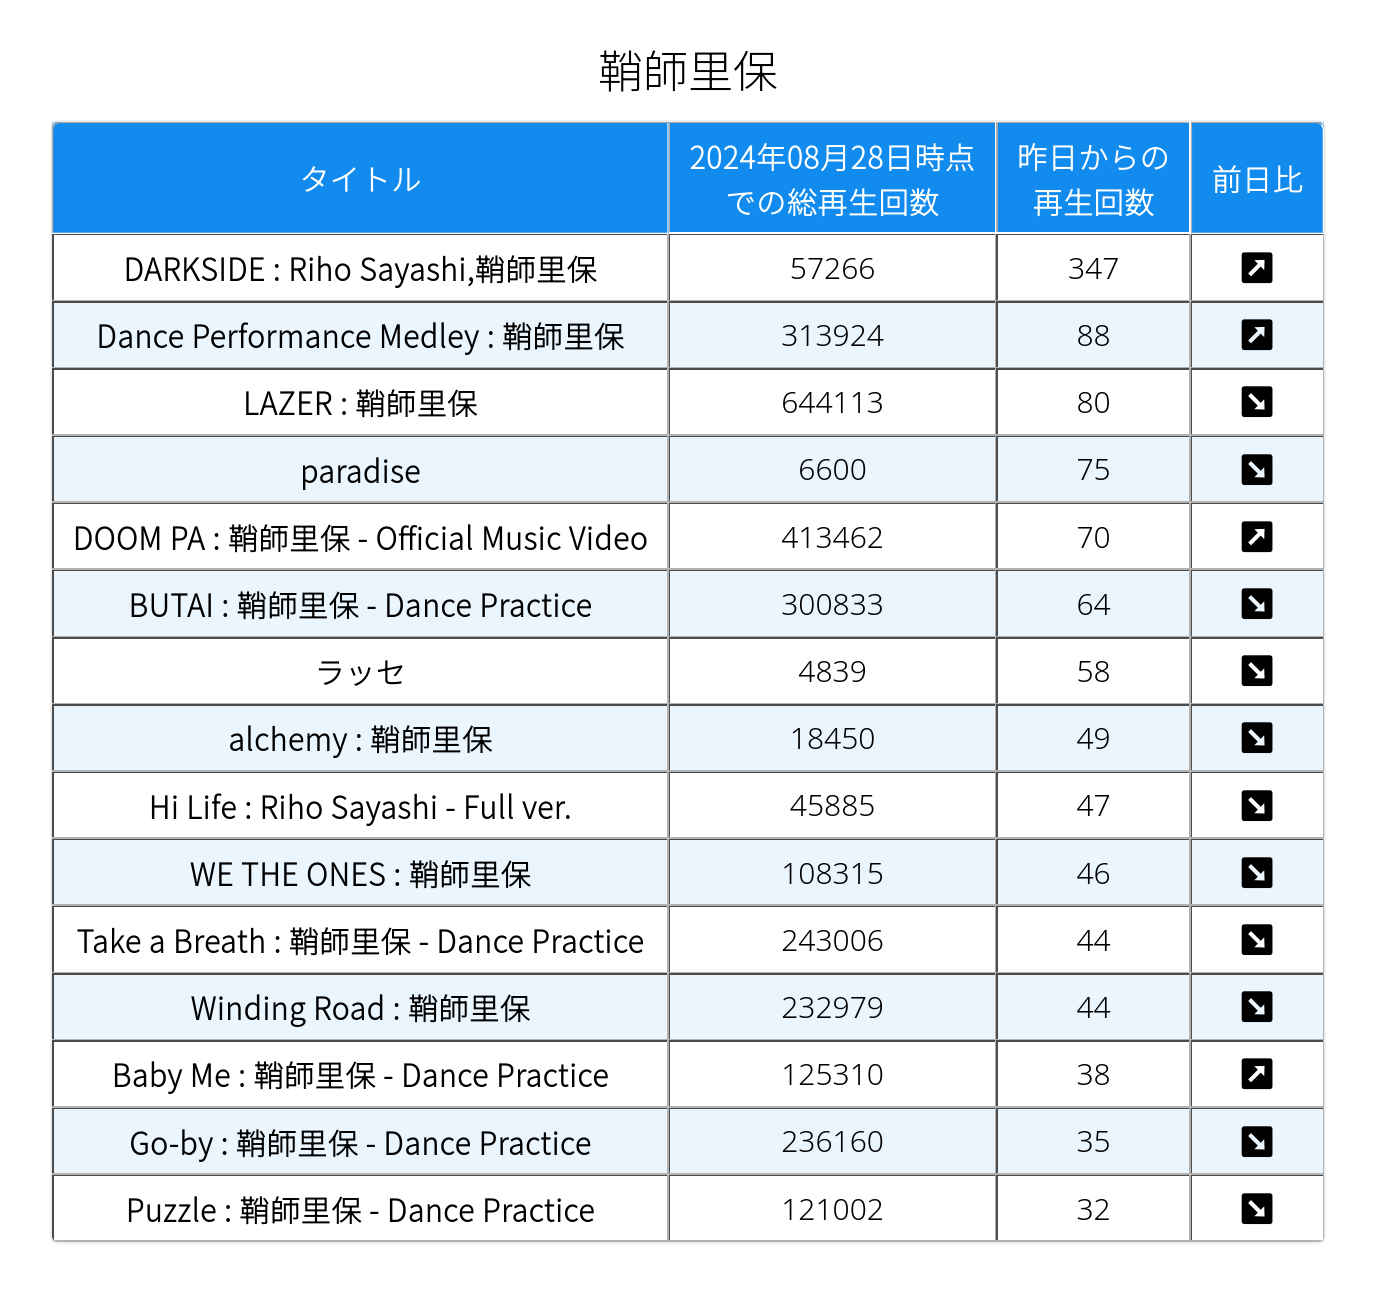 鞘師里保
タイトル 2024年08月28日時点での総再生回数 昨日からの再生回数 前日比
DARKSIDE : Riho Sayashi,鞘師里保 57266 347 ↗
Dance Performance Medley : 鞘師里保 313924 88 ↗
LAZER : 鞘師里保 644113 80 ↘
paradise 6600 75 ↘
DOOM PA : 鞘師里保 - Official Music Video 413462 70 ↗
BUTAI : 鞘師里保 - Dance Practice 300833 64 ↘
ラッセ 4839 58 ↘
alchemy : 鞘師里保 18450 49 ↘
Hi Life : Riho Sayashi - Full ver. 45885 47 ↘
WE THE ONES : 鞘師里保 108315 46 ↘
Take a Breath : 鞘師里保 - Dance Practice 243006 44 ↘
Winding Road : 鞘師里保 232979 44 ↘
Baby Me : 鞘師里保 - Dance Practice 125310 38 ↗
Go-by : 鞘師里保 - Dance Practice 236160 35 ↘
Puzzle : 鞘師里保 - Dance Practice 121002 32 ↘